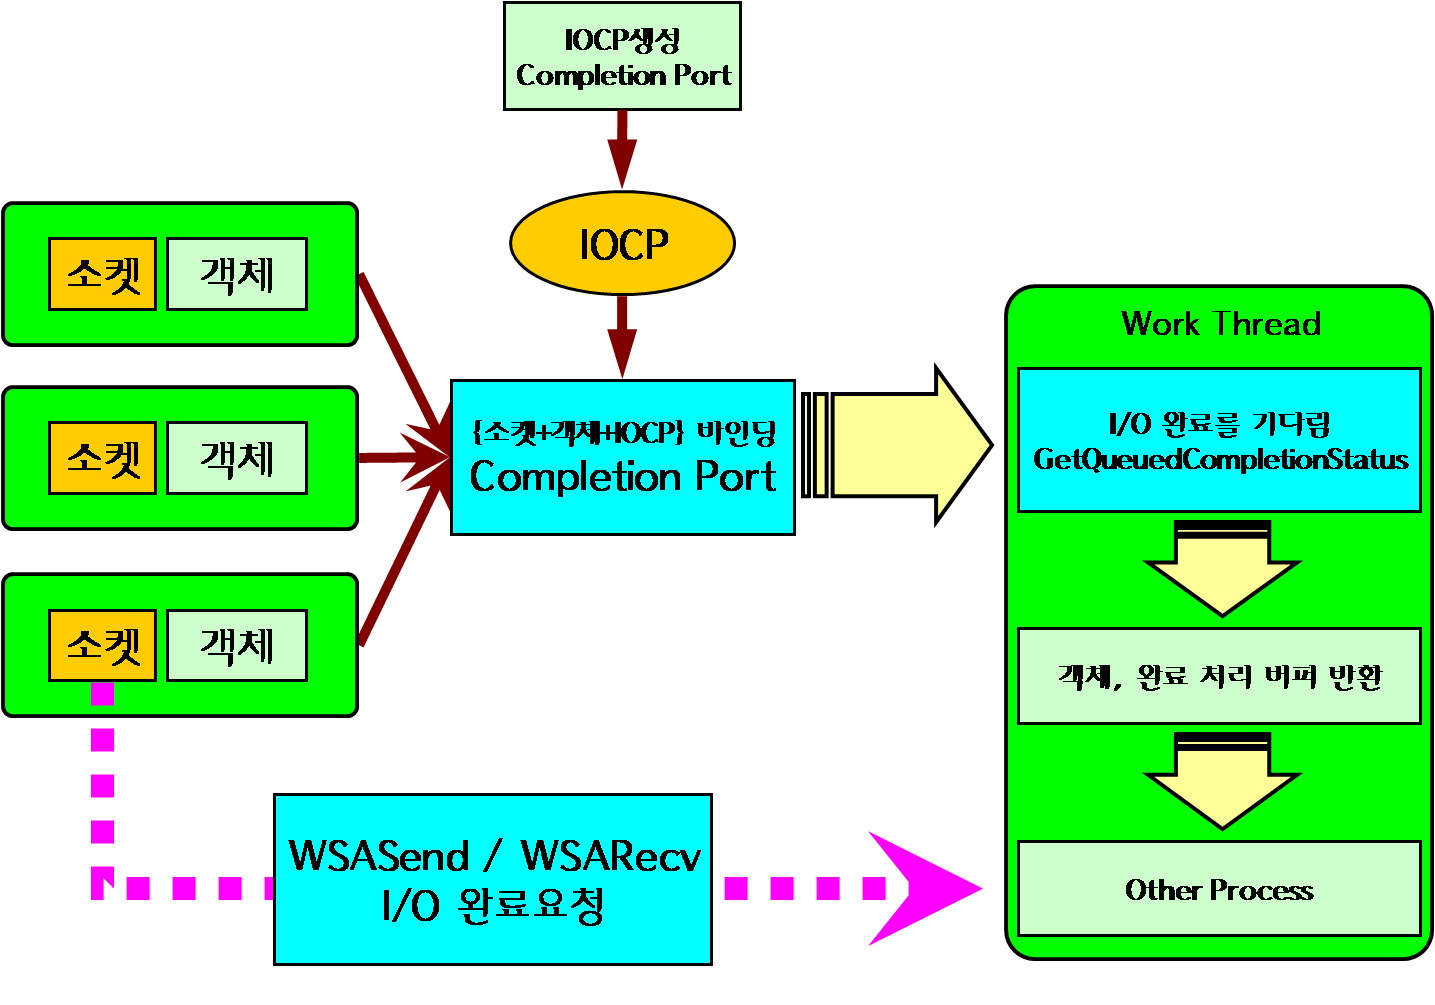 IOCP생성
Completion Port
IOCP
소켓 객체
소켓 객체
소켓 객체
{소켓+객체+IOCP} 바인딩
Completion Port
Work Thread
I/O 완료를 기다림
GetQueuedCompletionStatus
객체, 완료 처리 버퍼 반환
Other Process
WSASend / WSARecv
I/O 완료요청